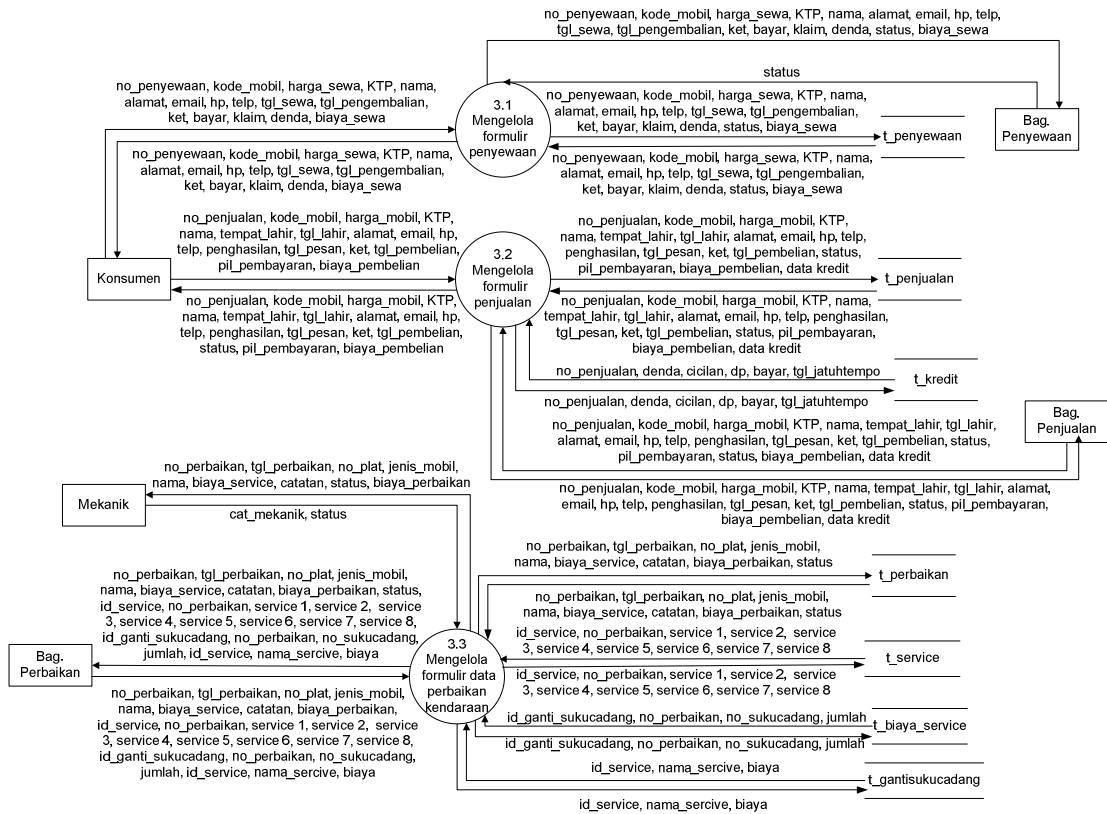 no_penyewaan, kode_mobil, harga_sewa, KTP, nama, alamat, email, hp, telp,
tgl_sewa, tgl_pengembalian, ket, bayar, klaim, denda, status, biaya_sewa
status
no_penyewaan, kode_mobil, harga_sewa, KTP, nama,
alamat, email, hp, telp, tgl_sewa, tgl_pengembalian,
ket, bayar, klaim, denda, biaya_sewa
3.1
Mengelola
formulir
penyewaan
no_penyewaan, kode_mobil, harga_sewa, KTP, nama,
alamat, email, hp, telp, tgl_sewa, tgl_pengembalian,
ket, bayar, klaim, denda, status, biaya_sewa
t_penyewaan
Bag.
Penyewaan
no_penyewaan, kode_mobil, harga_sewa, KTP, nama,
alamat, email, hp, telp, tgl_sewa, tgl_pengembalian,
ket, bayar, klaim, denda, biaya_sewa
no_penyewaan, kode_mobil, harga_sewa, KTP, nama,
alamat, email, hp, telp, tgl_sewa, tgl_pengembalian,
ket, bayar, klaim, denda, status, biaya_sewa
no_penjualan, kode_mobil, harga_mobil, KTP,
nama, tempat_lahir, tgl_lahir, alamat, email, hp,
telp, penghasilan, tgl_pesan, ket, tgl_pembelian,
pil_pembayaran, biaya_pembelian
Konsumen
3.2
Mengelola
formulir
penjualan
no_penjualan, kode_mobil, harga_mobil, KTP,
nama, tempat_lahir, tgl_lahir, alamat, email, hp, telp,
penghasilan, tgl_pesan, ket, tgl_pembelian, status,
pil_pembayaran, biaya_pembelian, data kredit
t_penjualan
no_penjualan, kode_mobil, harga_mobil, KTP,
nama, tempat_lahir, tgl_lahir, alamat, email, hp,
telp, penghasilan, tgl_pesan, ket, tgl_pembelian,
status, pil_pembayaran, biaya_pembelian
no_penjualan, kode_mobil, harga_mobil, KTP, nama,
tempat_lahir, tgl_lahir, alamat, email, hp, telp, penghasilan,
tgl_pesan, ket, tgl_pembelian, status, pil_pembayaran,
biaya_pembelian, data kredit
no_penjualan, denda, cicilan, dp, bayar, tgl_jatuhtempo
t_kredit
no_penjualan, denda, cicilan, dp, bayar, tgl_jatuhtempo
Bag.
Penjualan
no_penjualan, kode_mobil, harga_mobil, KTP, nama, tempat_lahir, tgl_lahir,
alamat, email, hp, telp, penghasilan, tgl_pesan, ket, tgl_pembelian, status,
pil_pembayaran, status, biaya_pembelian, data kredit
no_penjualan, kode_mobil, harga_mobil, KTP, nama, tempat_lahir, tgl_lahir, alamat,
email, hp, telp, penghasilan, tgl_pesan, ket, tgl_pembelian, status, pil_pembayaran,
biaya_pembelian, data kredit
no_perbaikan, tgl_perbaikan, no_plat, jenis_mobil,
nama, biaya_service, catatan, status, biaya_perbaikan
Mekanik
cat_mekanik, status
no_perbaikan, tgl_perbaikan, no_plat, jenis_mobil,
nama, biaya_service, catatan, biaya_perbaikan, status
t_perbaikan
no_perbaikan, tgl_perbaikan, no_plat, jenis_mobil,
nama, biaya_service, catatan, biaya_perbaikan, status
no_perbaikan, tgl_perbaikan, no_plat, jenis_mobil,
nama, biaya_service, catatan, biaya_perbaikan, status,
id_service, no_perbaikan, service 1, service 2, service
3, service 4, service 5, service 6, service 7, service 8,
id_ganti_sukucadang, no_perbaikan, no_sukucadang,
jumlah, id_service, nama_sercive, biaya
Bag.
Perbaikan
3.3
Mengelola
formulir data
perbaikan
kendaraan
id_service, no_perbaikan, service 1, service 2, service
3, service 4, service 5, service 6, service 7, service 8
t_service
id_service, no_perbaikan, service 1, service 2, service
3, service 4, service 5, service 6, service 7, service 8
no_perbaikan, tgl_perbaikan, no_plat, jenis_mobil,
nama, biaya_service, catatan, biaya_perbaikan,
id_service, no_perbaikan, service 1, service 2, service
3, service 4, service 5, service 6, service 7, service 8,
id_ganti_sukucadang, no_perbaikan, no_sukucadang,
jumlah, id_service, nama_sercive, biaya
id_ganti_sukucadang, no_perbaikan, no_sukucadang, jumlah
t_biaya_service
id_ganti_sukucadang, no_perbaikan, no_sukucadang, jumlah
id_service, nama_sercive, biaya
t_gantisukucadang
id_service, nama_sercive, biaya